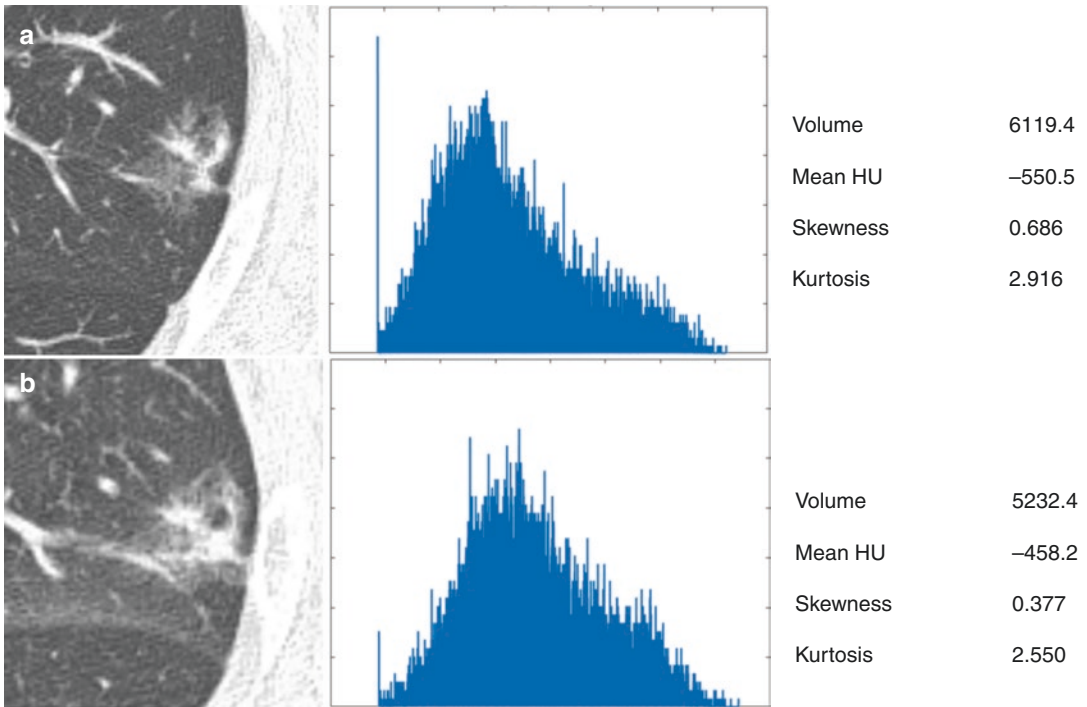 a
Volume 6119.4
Mean HU –550.5
Skewness 0.686
Kurtosis 2.916
b
Volume 5232.4
Mean HU –458.2
Skewness 0.377
Kurtosis 2.550